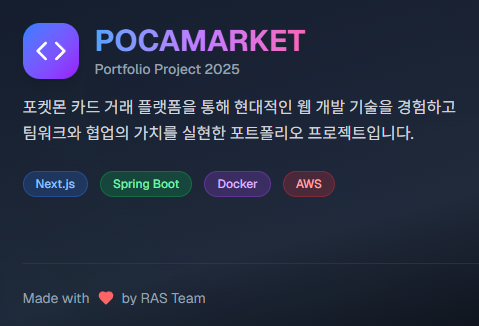 POCAMARKET
Portfolio Project 2025
포켓몬 카드 거래 플랫폼을 통해 현대적인 웹 개발 기술을 경험하고
팀워크와 협업의 가치를 실현한 포트폴리오 프로젝트입니다.
Next.js Spring Boot Docker AWS
Made with ❤️ by RAS Team